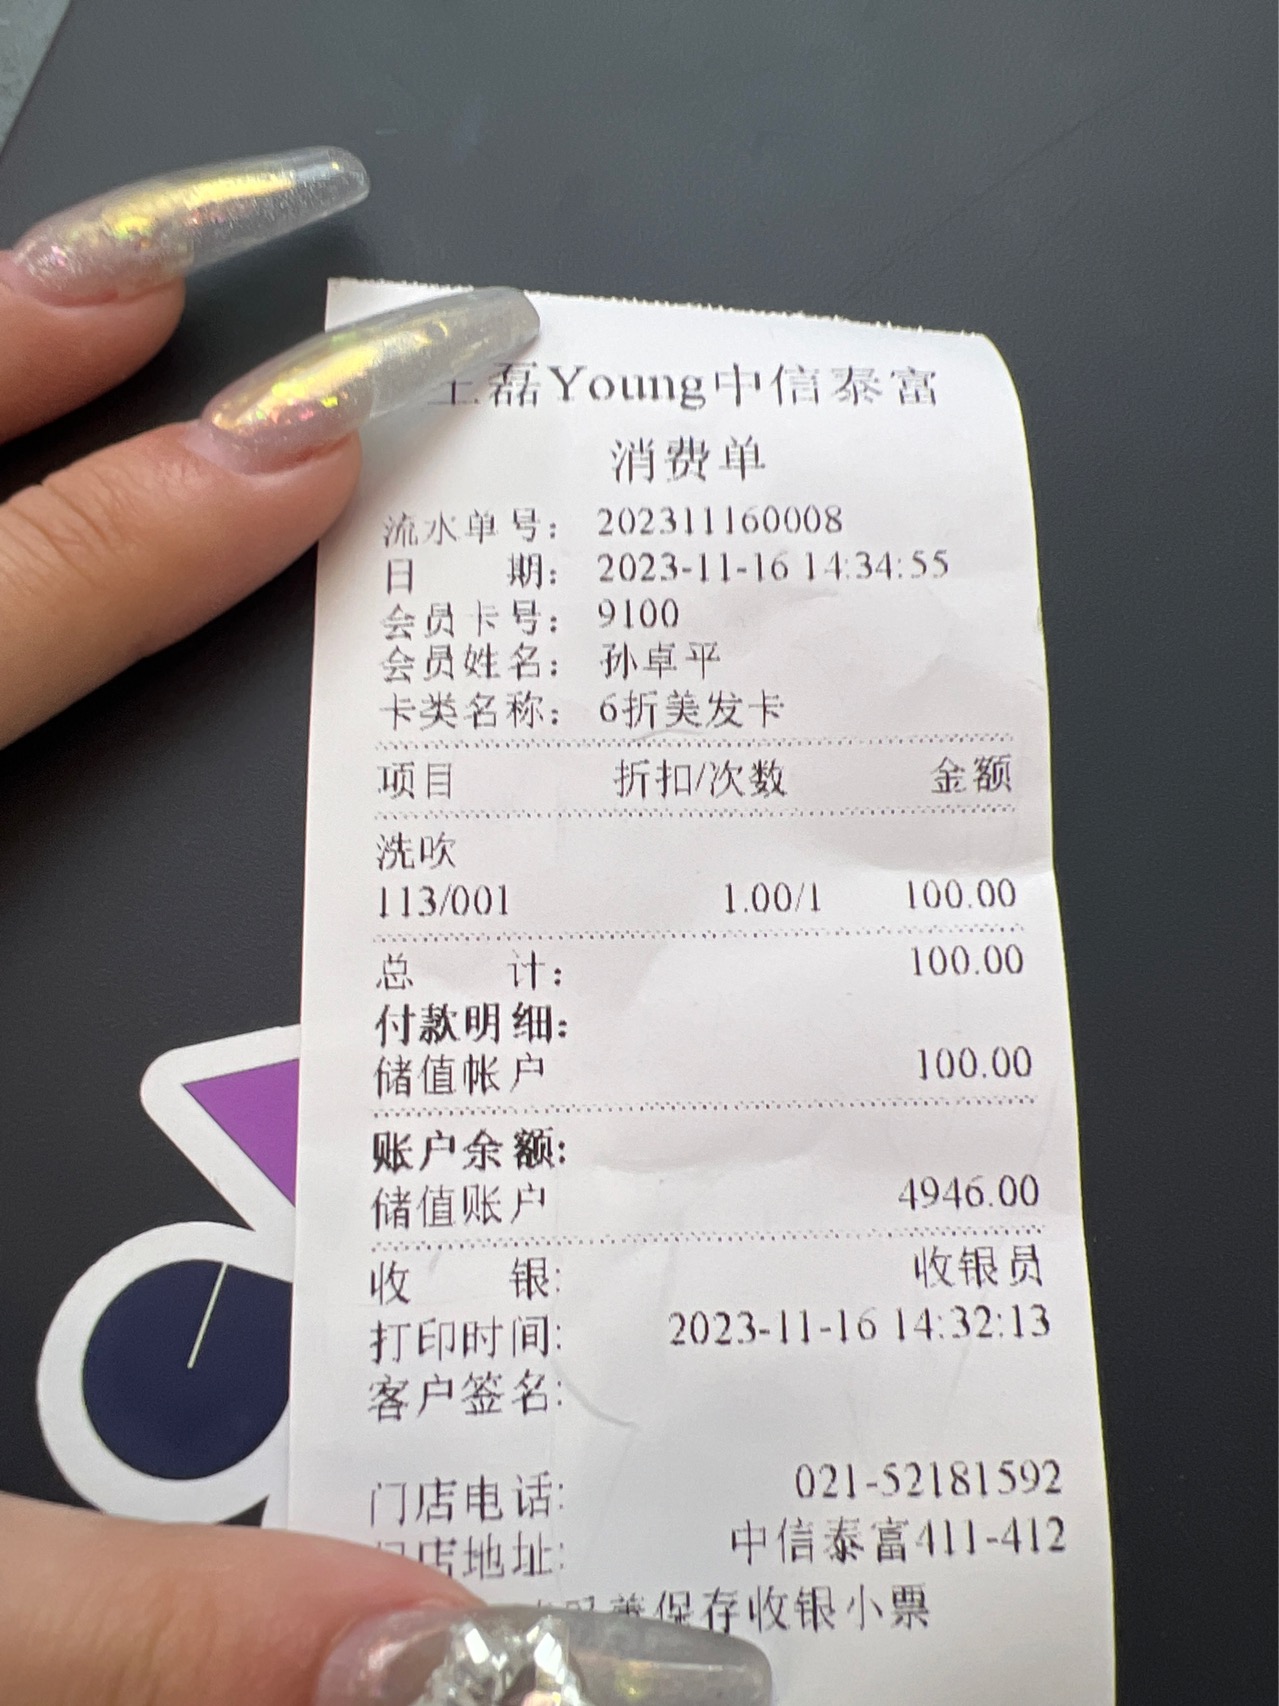 王磊Young中信泰富
消费单
流水单号: 202311160008
日 期: 2023-11-16 14:34:55
会员卡号: 9100
会员姓名: 孙卓平
卡类名称: 6折美发卡
项目 折扣/次数 金额
洗吹
113/001 1.00/1 100.00
总 计: 100.00
付款明细:
储值帐户 100.00
账户余额:
储值账户 4946.00
收 银: 收银员
打印时间: 2023-11-16 14:32:13
客户签名:
门店电话: 021-52181592
门店地址: 中信泰富411-412
保存收银小票